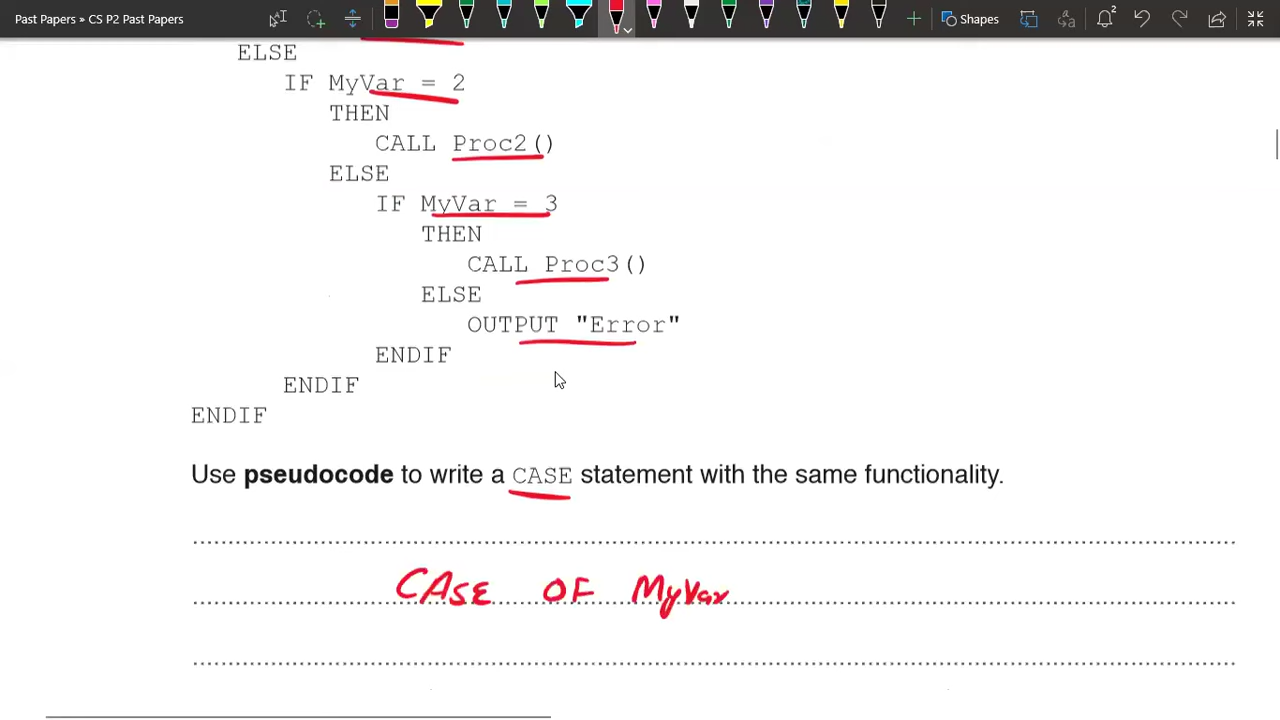 Past Papers » CS P2 Past Papers
Shapes
2
ELSE
IF MyVar = 2
THEN
CALL Proc2()
ELSE
IF MyVar = 3
THEN
CALL Proc3()
ELSE
OUTPUT "Error"
ENDIF
ENDIF
ENDIF
Use pseudocode to write a CASE statement with the same functionality.
CASE OF MyVar